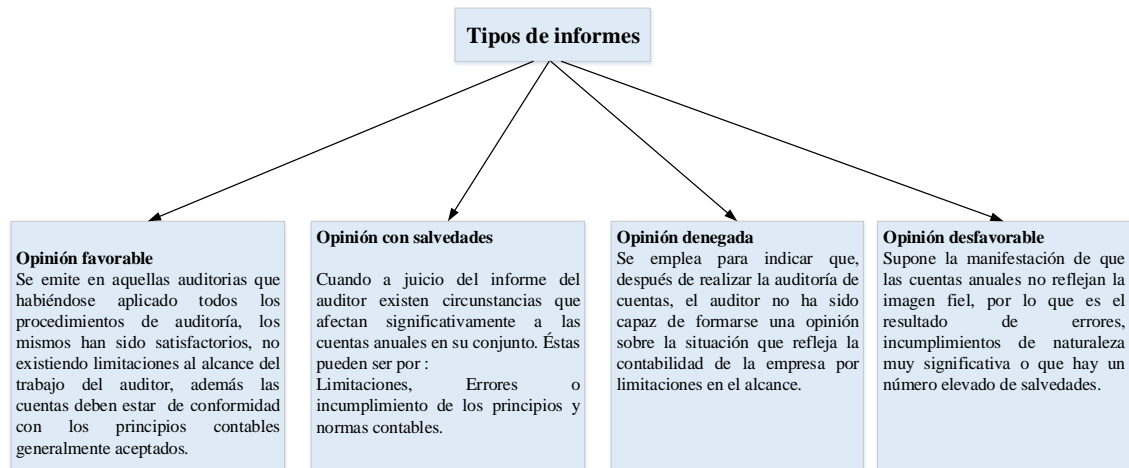 Tipos de informes
Opinión favorable
Se emite en aquellas auditorias que
habiéndose aplicado todos los
procedimientos de auditoría, los
mismos han sido satisfactorios, no
existiendo limitaciones al alcance del
trabajo del auditor, además las
cuentas deben estar de conformidad
con los principios contables
generalmente aceptados.
Opinión con salvedades
Cuando a juicio del informe del
auditor existen circunstancias que
afectan significativamente a las
cuentas anuales en su conjunto. Éstas
pueden ser por :
Limitaciones, Errores o
incumplimiento de los principios y
normas contables.
Opinión denegada
Se emplea para indicar que,
después de realizar la auditoría de
cuentas, el auditor no ha sido
capaz de formarse una opinión
sobre la situación que refleja la
contabilidad de la empresa por
limitaciones en el alcance.
Opinión desfavorable
Supone la manifestación de que
las cuentas anuales no reflejan la
imagen fiel, por lo que es el
resultado de errores,
incumplimientos de naturaleza
muy significativa o que hay un
número elevado de salvedades.